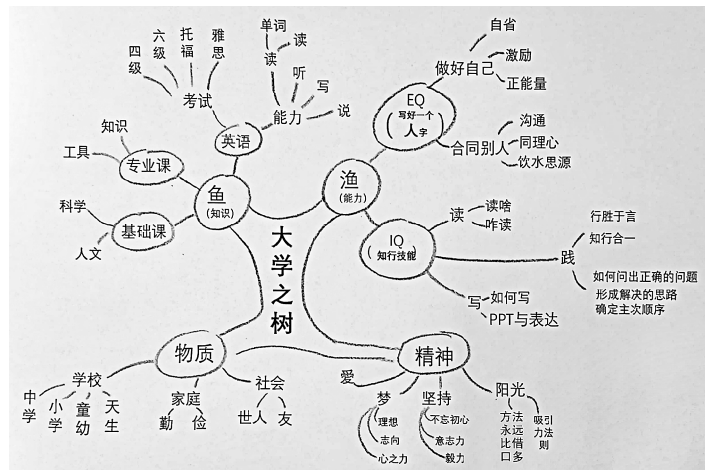 大学之树
鱼
(知识)
英语
考试
四级
六级
托福
雅思
能力
读
单词
读
听
写
说
专业课
知识
工具
基础课
科学
人文
渔
(能力)
EQ
(写好一个
人字)
做好自己
自省
激励
正能量
合同别人
沟通
同理心
饮水思源
IQ
(知行技能)
读
读啥
咋读
践
行胜于言
知行合一
如何问出正确的问题
形成解决的思路
确定主次顺序
写
如何写
PPT与表达
物质
学校
中学
小学
童幼
天生
家庭
勤
俭
社会
世人
友
精神
爱
梦
理想
志向
心之力
坚持
不忘初心
意志力
毅力
阳光
方法
永远
比借
口多
吸引
力法
则